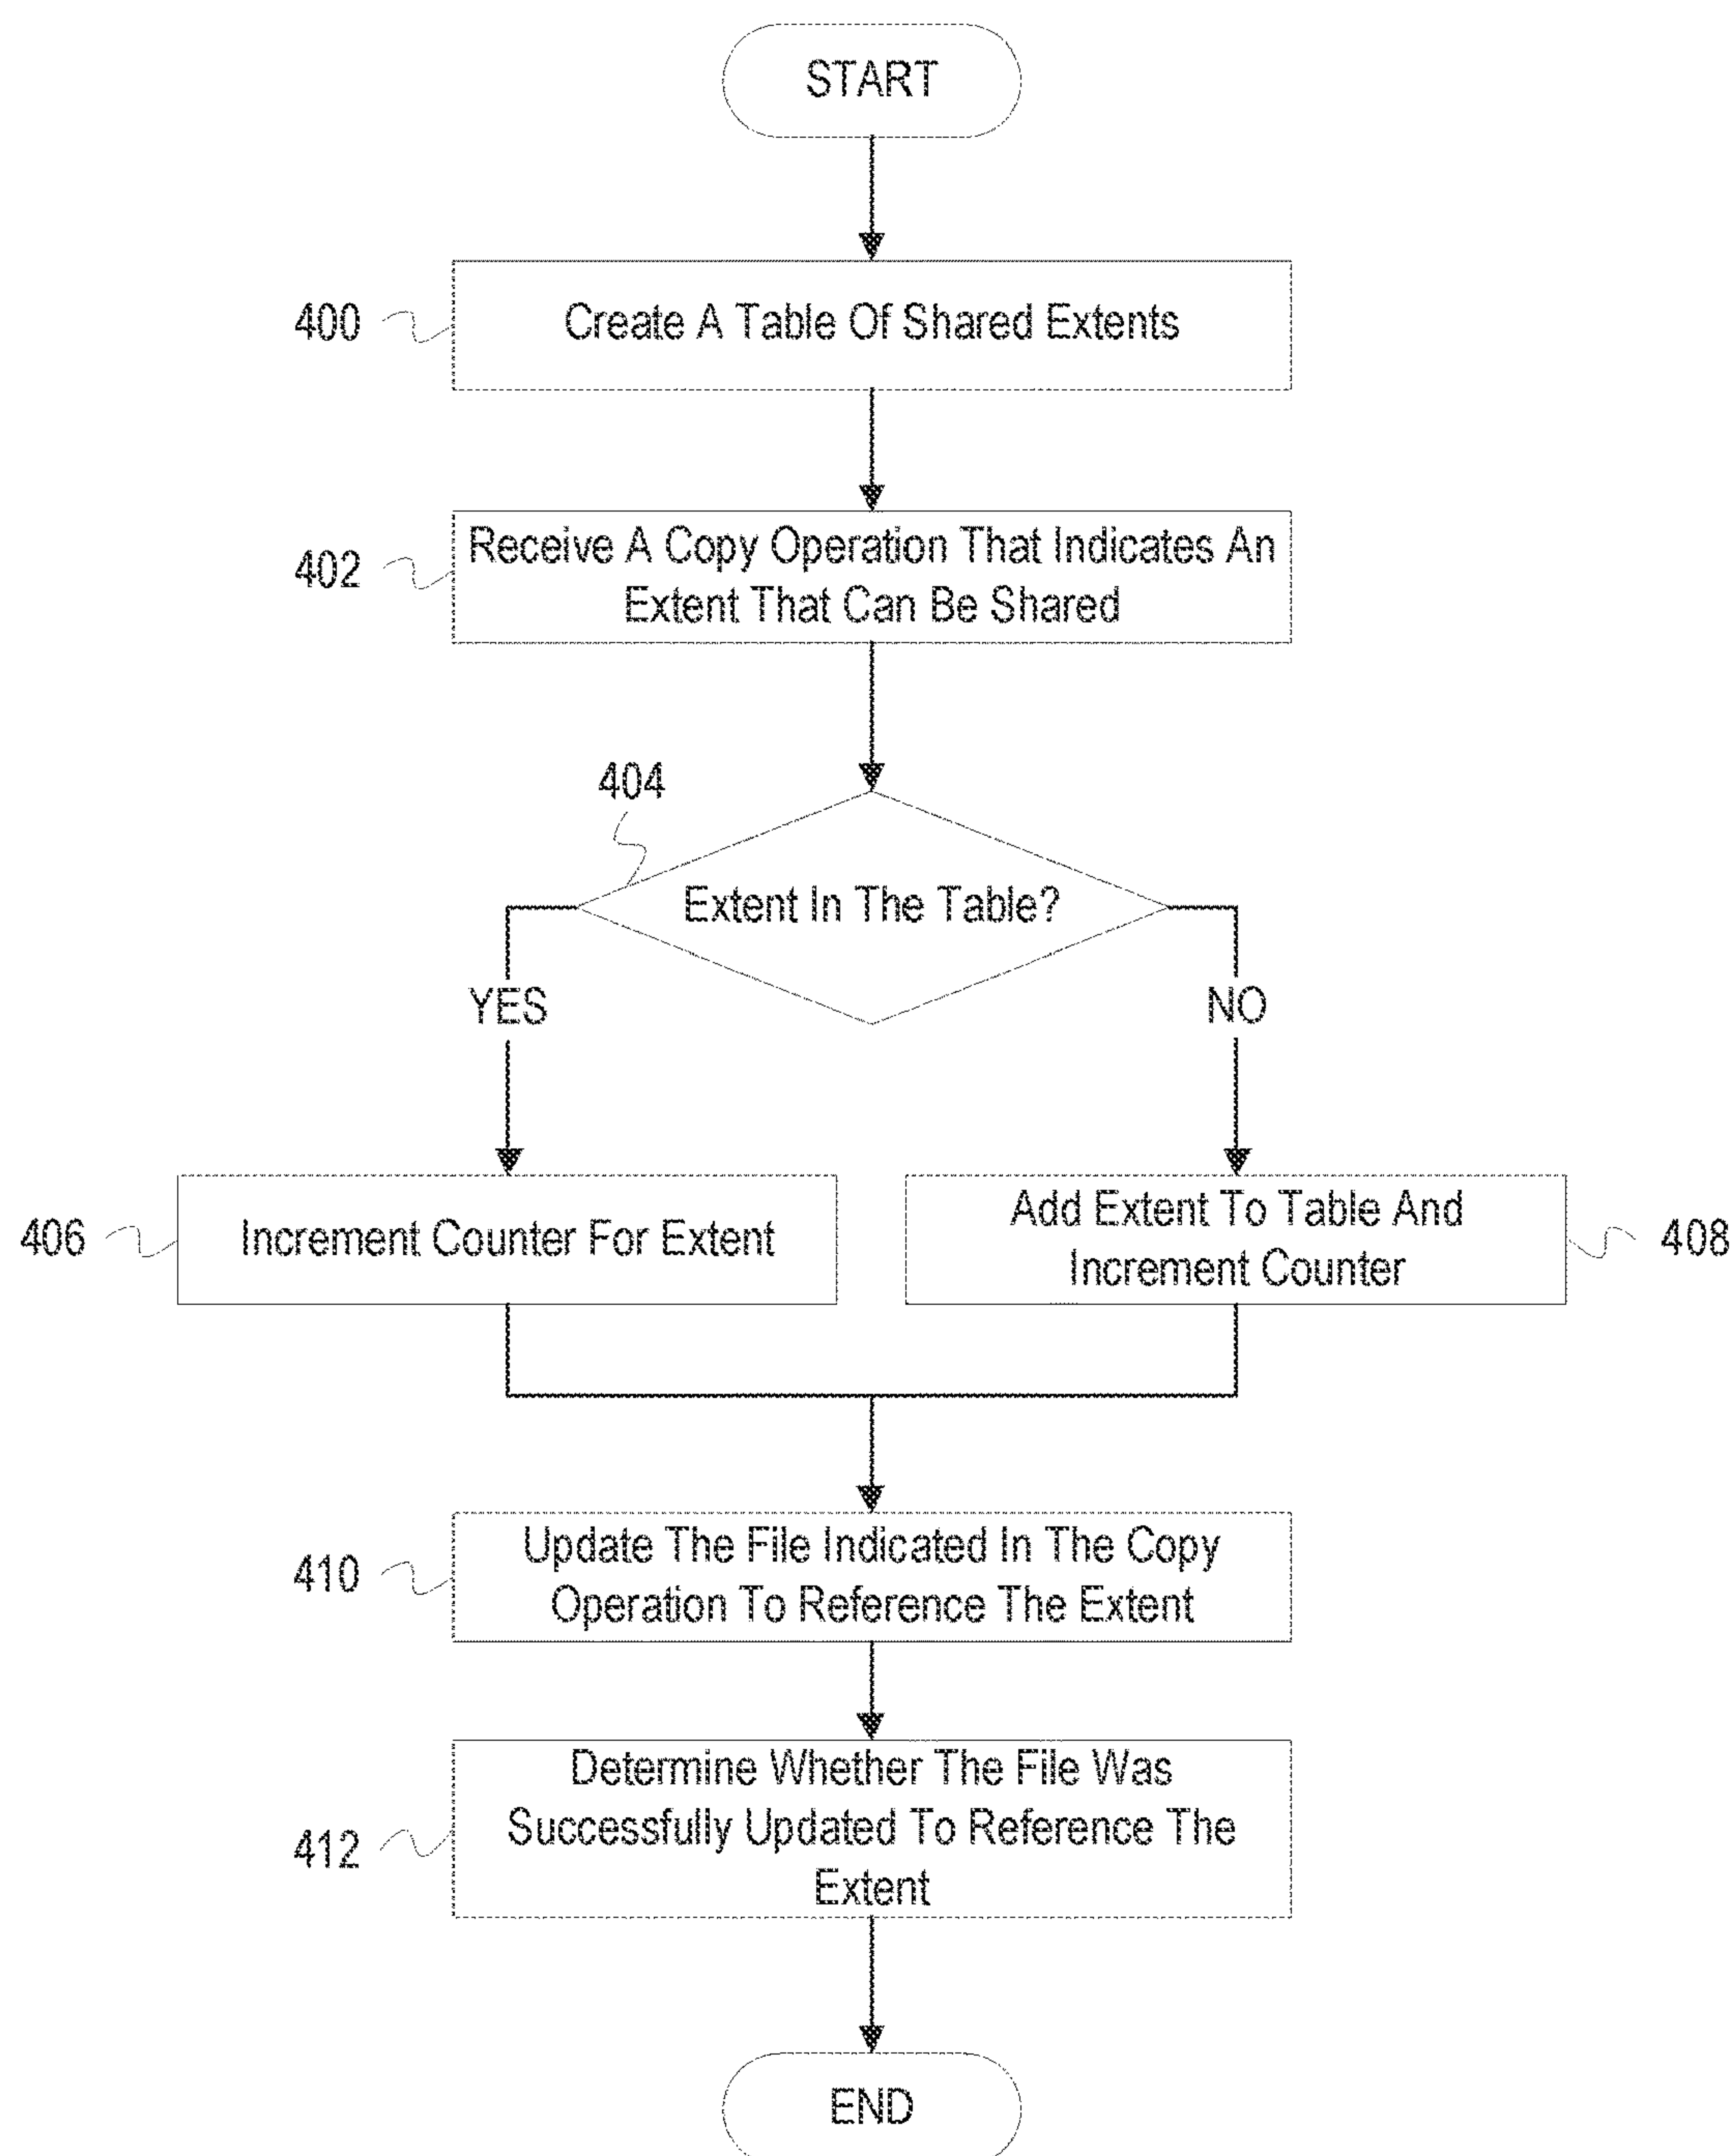 START
400
Create A Table Of Shared Extents
402
Receive A Copy Operation That Indicates An
Extent That Can Be Shared
404
Extent In The Table?
YES
NO
406
Increment Counter For Extent
Add Extent To Table And
Increment Counter
408
410
Update The File Indicated In The Copy
Operation To Reference The Extent
412
Determine Whether The File Was
Successfully Updated To Reference The
Extent
END